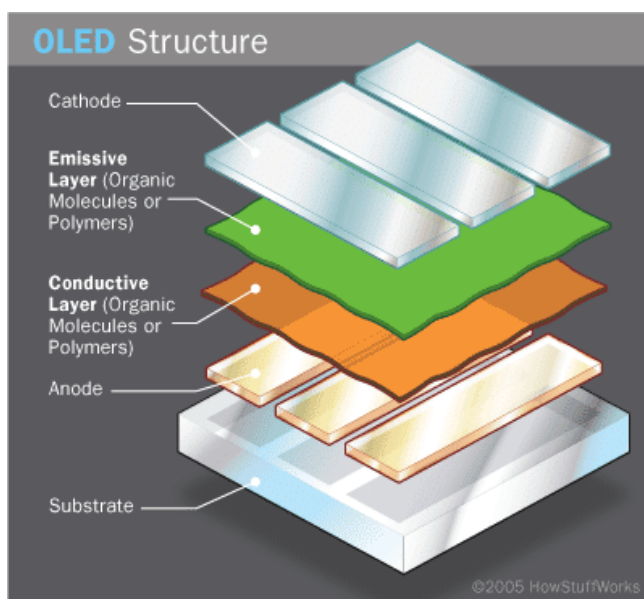 OLED Structure
Cathode
Emissive
Layer (Organic
Molecules or
Polymers)
Conductive
Layer (Organic
Molecules or
Polymers)
Anode
Substrate
©2005 HowStuffWorks